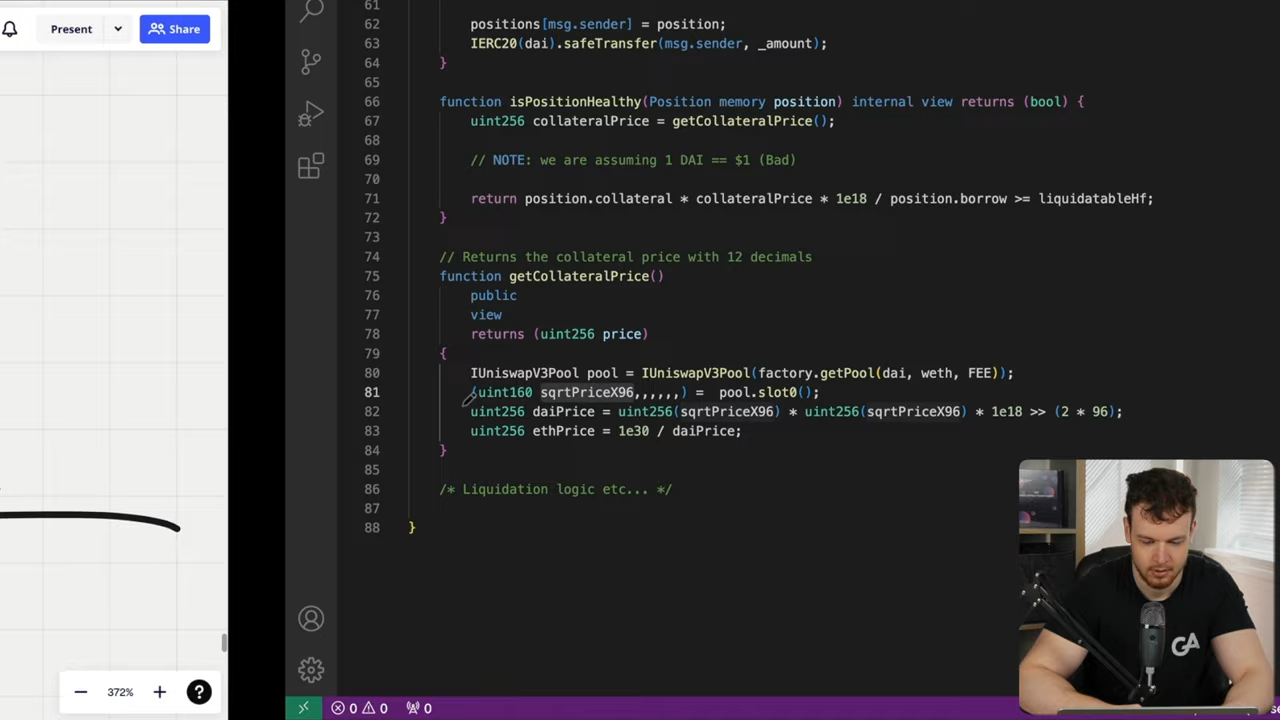 Present
Share
61
62 positions[msg.sender] = position;
63 IERC20(dai).safeTransfer(msg.sender, _amount);
64 }
65
66 function isPositionHealthy(Position memory position) internal view returns (bool) {
67 uint256 collateralPrice = getCollateralPrice();
68
69 // NOTE: we are assuming 1 DAI == $1 (Bad)
70
71 return position.collateral * collateralPrice * 1e18 / position.borrow >= liquidatableHf;
72 }
73
74 // Returns the collateral price with 12 decimals
75 function getCollateralPrice()
76 public
77 view
78 returns (uint256 price)
79 {
80 IUniswapV3Pool pool = IUniswapV3Pool(factory.getPool(dai, weth, FEE));
81 (uint160 sqrtPriceX96,,,,,,) = pool.slot0();
82 uint256 daiPrice = uint256(sqrtPriceX96) * uint256(sqrtPriceX96) * 1e18 >> (2 * 96);
83 uint256 ethPrice = 1e30 / daiPrice;
84 }
85
86 /* Liquidation logic etc... */
87
88 }
372%
?
0 0 0
GA